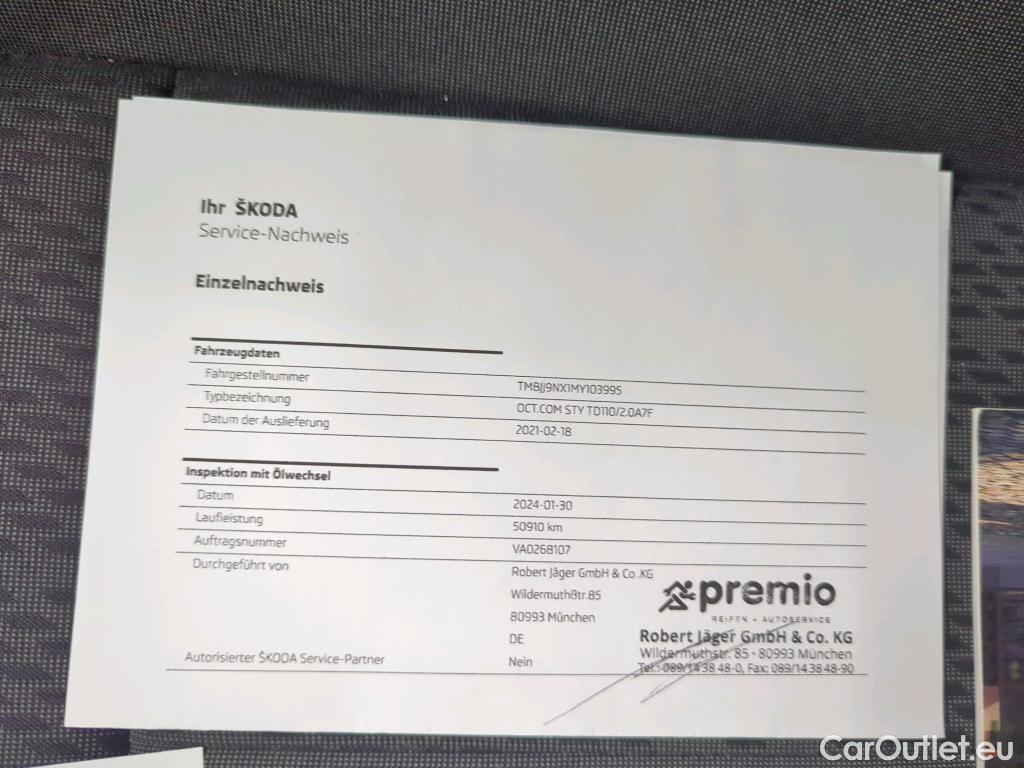 Ihr ŠKODA
Service-Nachweis
Einzelnachweis
Fahrzeugdaten
Fahrgestellnummer TMBJJ9NX1MY103995
Typbezeichnung OCT.COM STY TD110/2.0A7F
Datum der Auslieferung 2021-02-18
Inspektion mit Ölwechsel
Datum 2024-01-30
Laufleistung 50910 km
Auftragsnummer VA0268107
Durchgeführt von Robert Jäger GmbH & Co .KG
Wildermuthßtr.85
80993 München
DE
Autorisierter ŠKODA Service-Partner Nein
premio
REIFEN + AUTOSERVICE
Robert Jäger GmbH & Co. KG
Wildermuthstr. 85 · 80993 München
Tel.: 089/14 38 48-0, Fax: 089/14 38 48-90
CarOutlet.eu